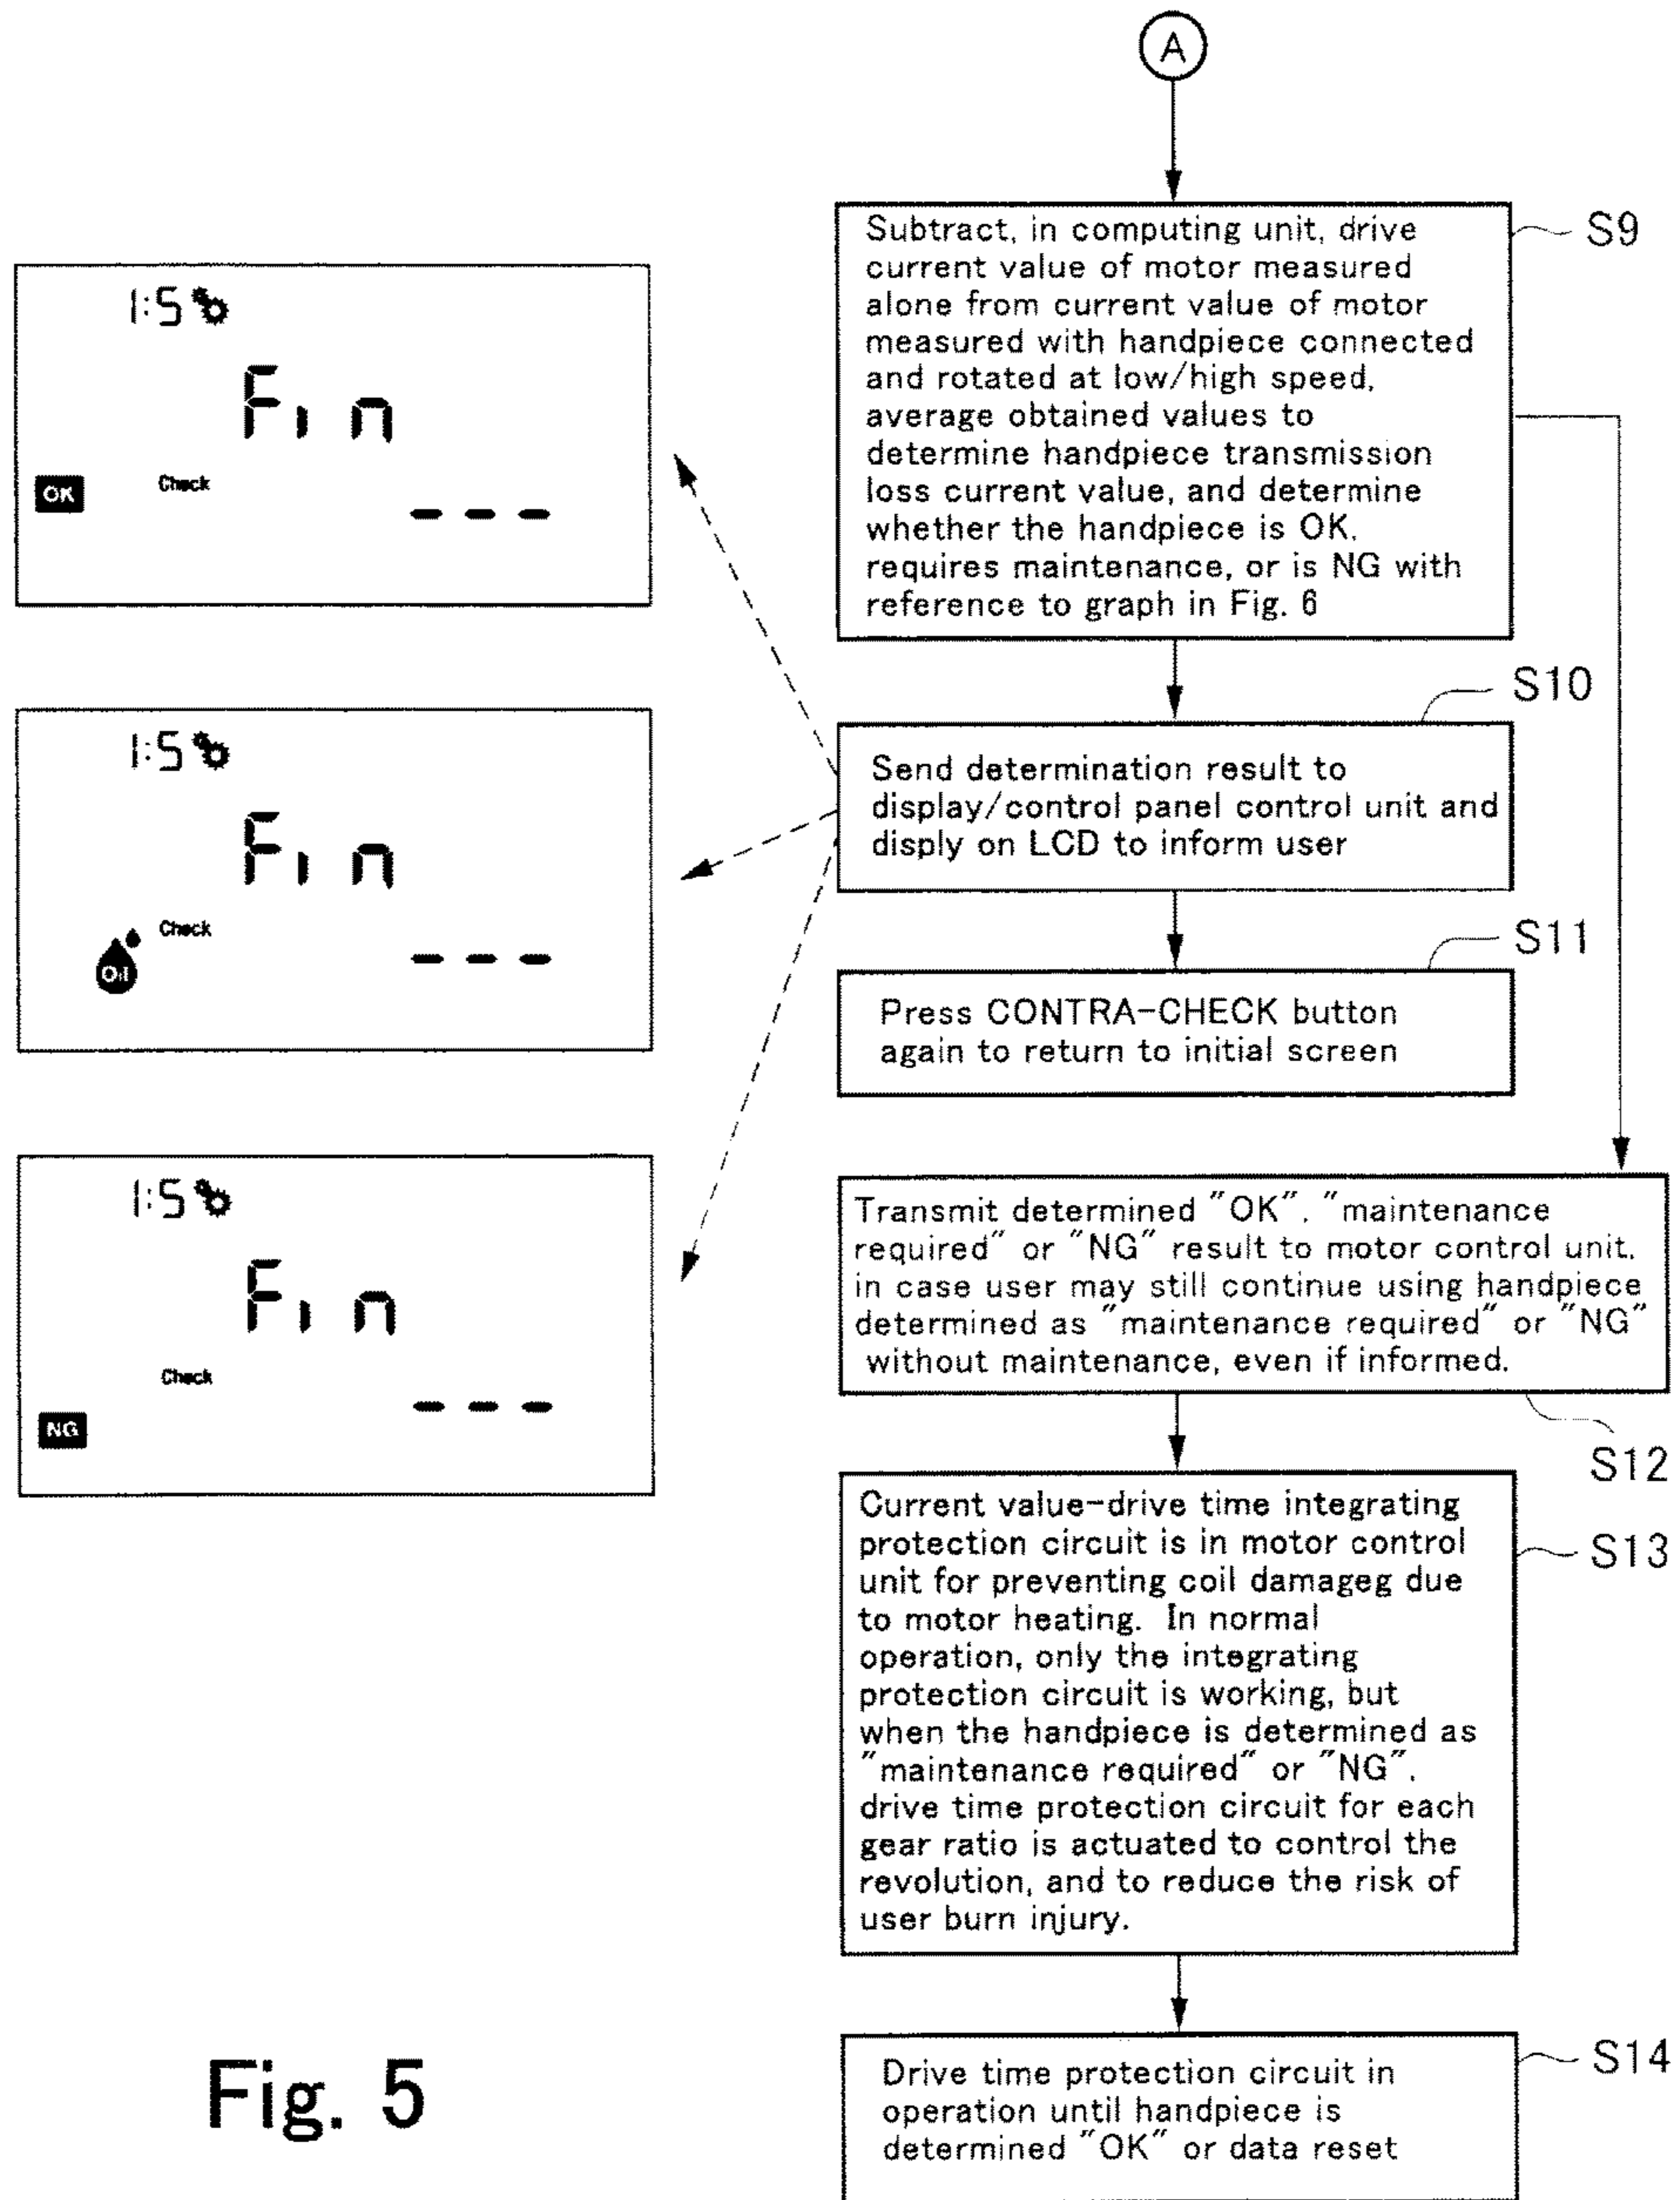 A
Subtract, in computing unit, drive
current value of motor measured
alone from current value of motor
measured with handpiece connected
and rotated at low/high speed,
average obtained values to
determine handpiece transmission
loss current value, and determine
whether the handpiece is OK,
requires maintenance, or is NG with
reference to graph in Fig. 6
S9
1:5
Fin
OK
Check
- - -
S10
Send determination result to
display/control panel control unit and
disply on LCD to inform user
1:5
Fin
Check
Oil
- - -
S11
Press CONTRA-CHECK button
again to return to initial screen
1:5
Fin
Check
- - -
NG
Transmit determined "OK", "maintenance
required" or "NG" result to motor control unit,
in case user may still continue using handpiece
determined as "maintenance required" or "NG"
without maintenance, even if informed.
S12
Current value-drive time integrating
protection circuit is in motor control
unit for preventing coil damageg due
to motor heating. In normal
operation, only the integrating
protection circuit is working, but
when the handpiece is determined as
"maintenance required" or "NG",
drive time protection circuit for each
gear ratio is actuated to control the
revolution, and to reduce the risk of
user burn injury.
S13
Drive time protection circuit in
operation until handpiece is
determined "OK" or data reset
S14
Fig. 5